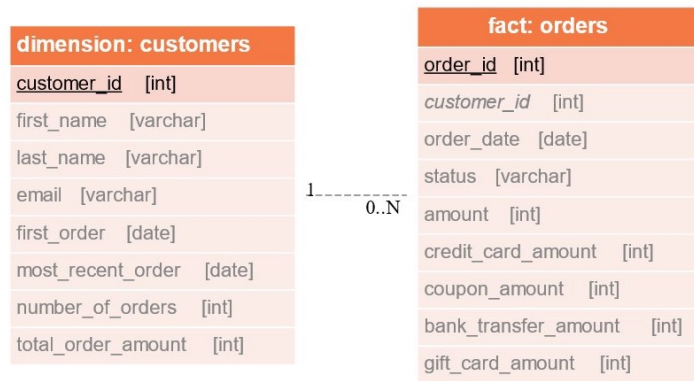 dimension: customers
customer_id [int]
first_name [varchar]
last_name [varchar]
email [varchar]
first_order [date]
most_recent_order [date]
number_of_orders [int]
total_order_amount [int]
1
0..N
fact: orders
order_id [int]
customer_id [int]
order_date [date]
status [varchar]
amount [int]
credit_card_amount [int]
coupon_amount [int]
bank_transfer_amount [int]
gift_card_amount [int]